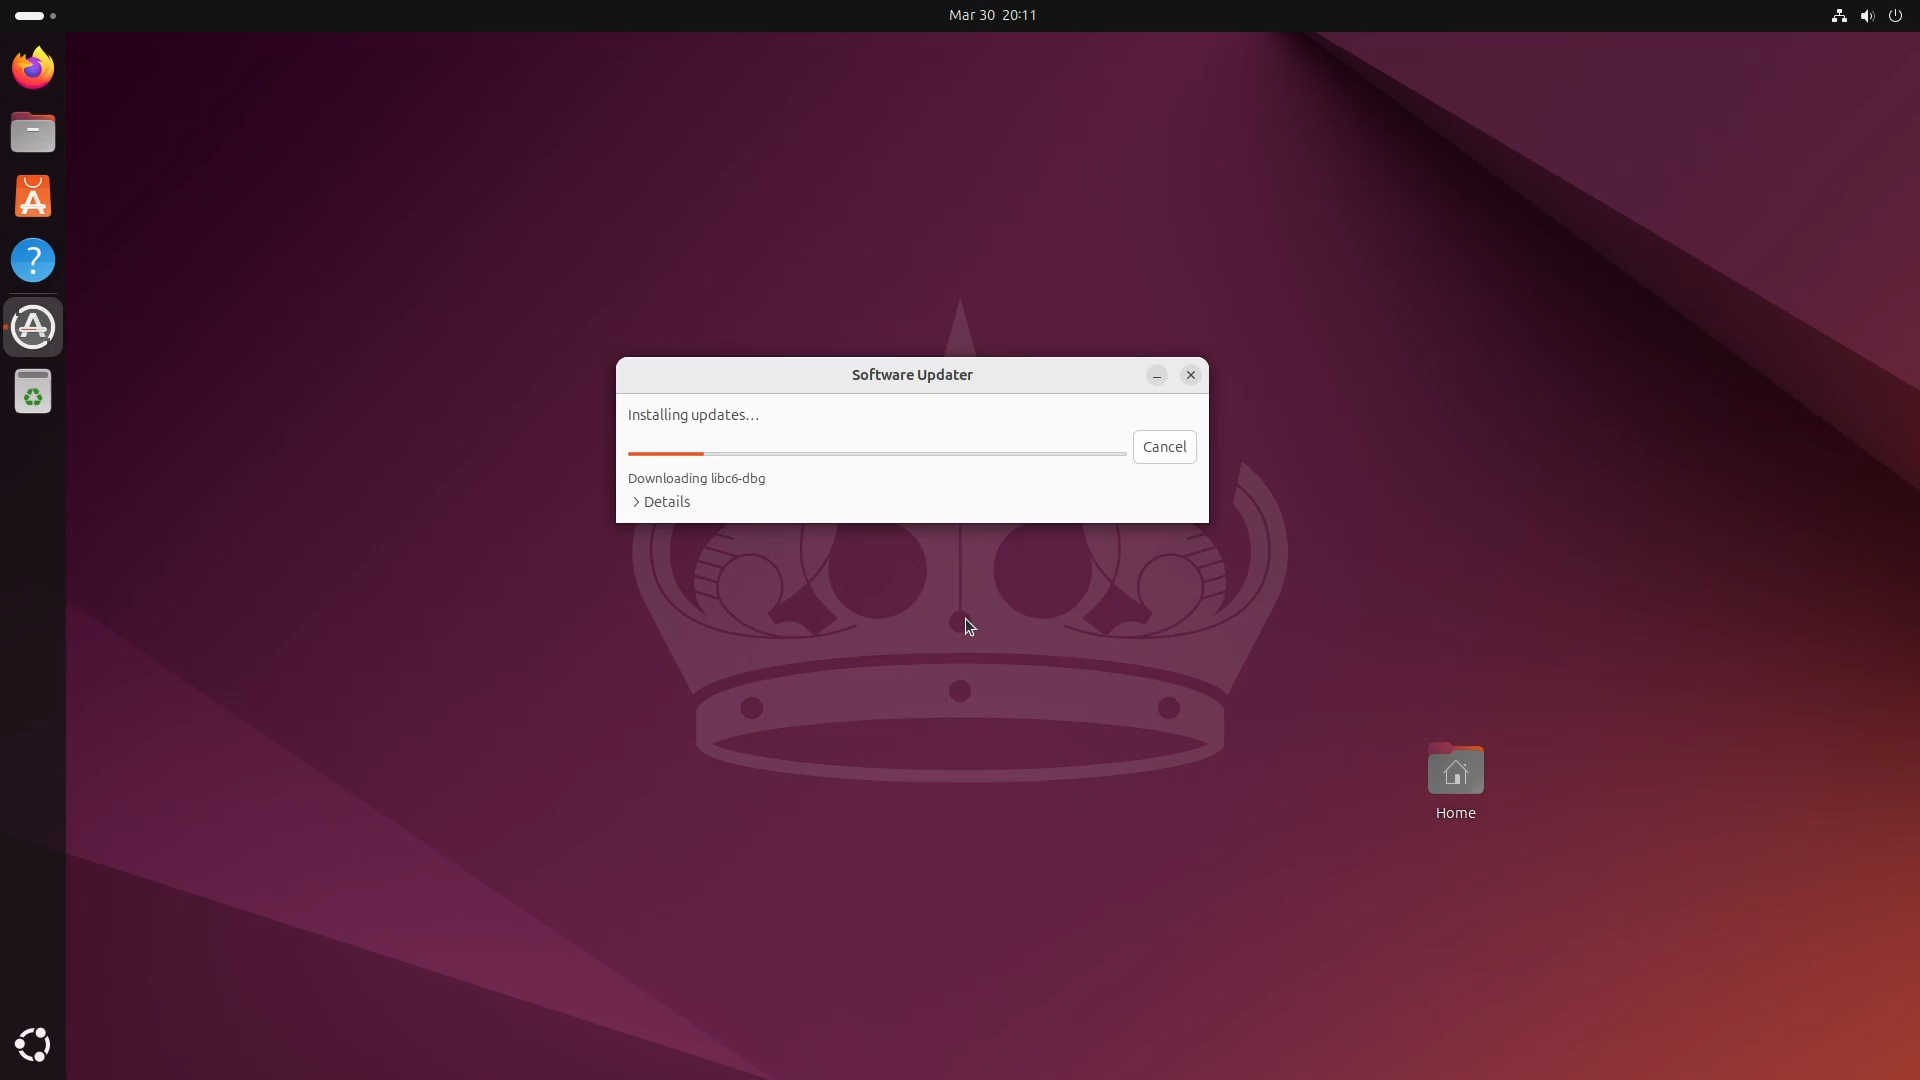 Mar 30 20:11
Software Updater
Installing updates…
Cancel
Downloading libc6-dbg
Details
Home